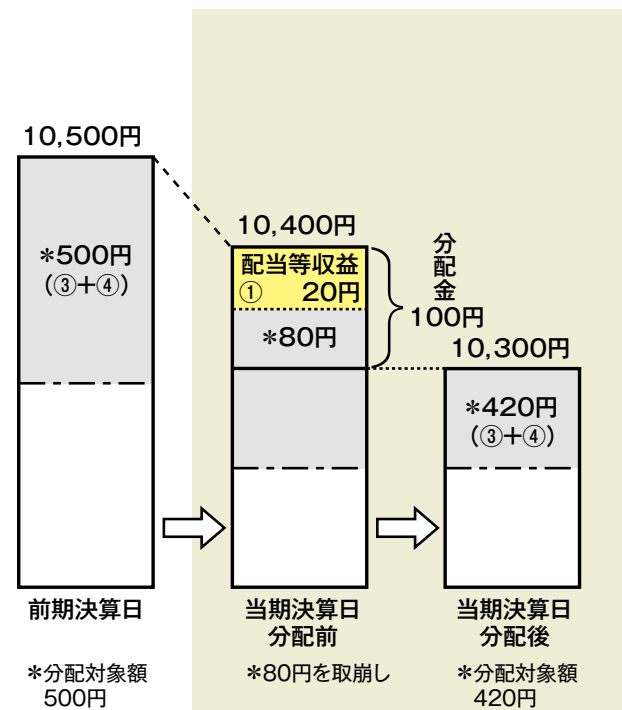 10,500円
*500円
(③+④)
前期決算日
*分配対象額
500円
10,400円
配当等収益
① 20円
*80円
分配金
100円
当期決算日
分配前
*80円を取崩し
10,300円
*420円
(③+④)
当期決算日
分配後
*分配対象額
420円